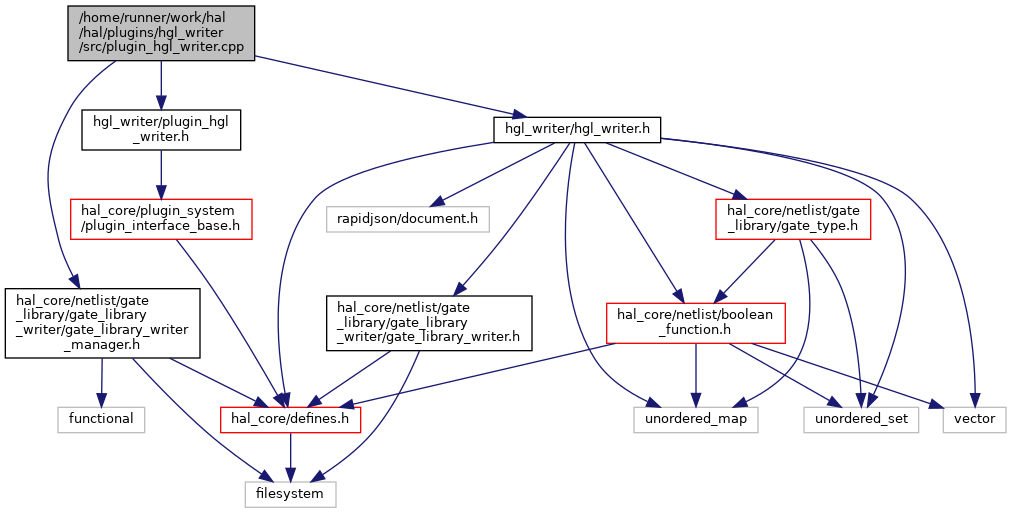 /home/runner/work/hal
/hal/plugins/hgl_writer
/src/plugin_hgl_writer.cpp
hgl_writer/plugin_hgl
_writer.h
hgl_writer/hgl_writer.h
hal_core/plugin_system
/plugin_interface_base.h
rapidjson/document.h
hal_core/netlist/gate
_library/gate_type.h
hal_core/netlist/gate
_library/gate_library
_writer/gate_library_writer
_manager.h
hal_core/netlist/gate
_library/gate_library
_writer/gate_library_writer.h
hal_core/netlist/boolean
_function.h
functional
hal_core/defines.h
unordered_map
unordered_set
vector
filesystem